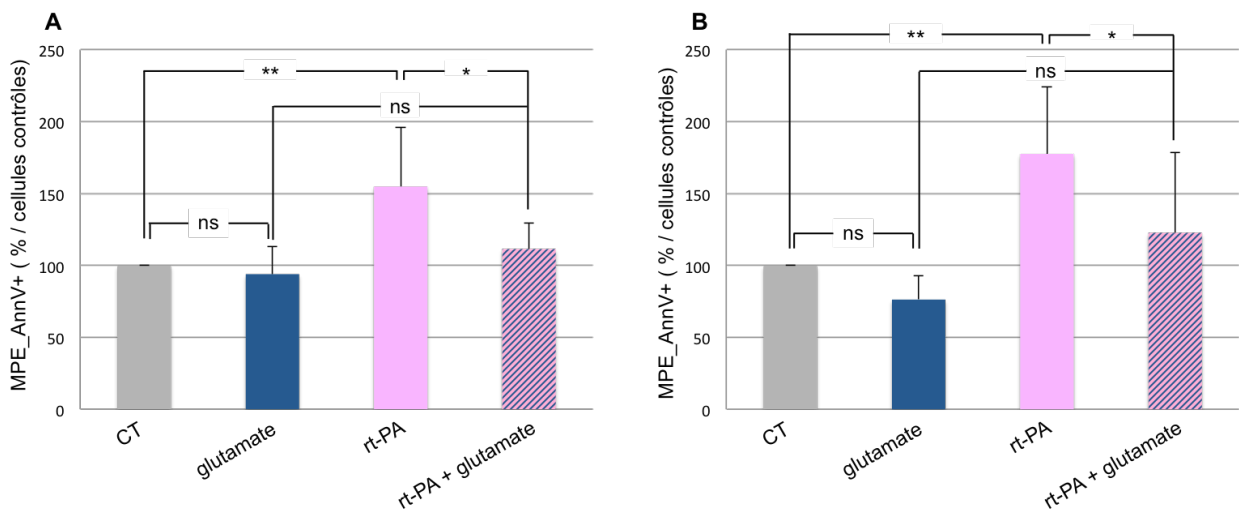 A
MPE_AnnV+ ( % / cellules contrôles)
250
200
150
100
50
0
**
*
ns
ns
CT
glutamate
rt-PA
rt-PA + glutamate
B
MPE_AnnV+ ( % / cellules contrôles)
250
200
150
100
50
0
**
*
ns
ns
CT
glutamate
rt-PA
rt-PA + glutamate